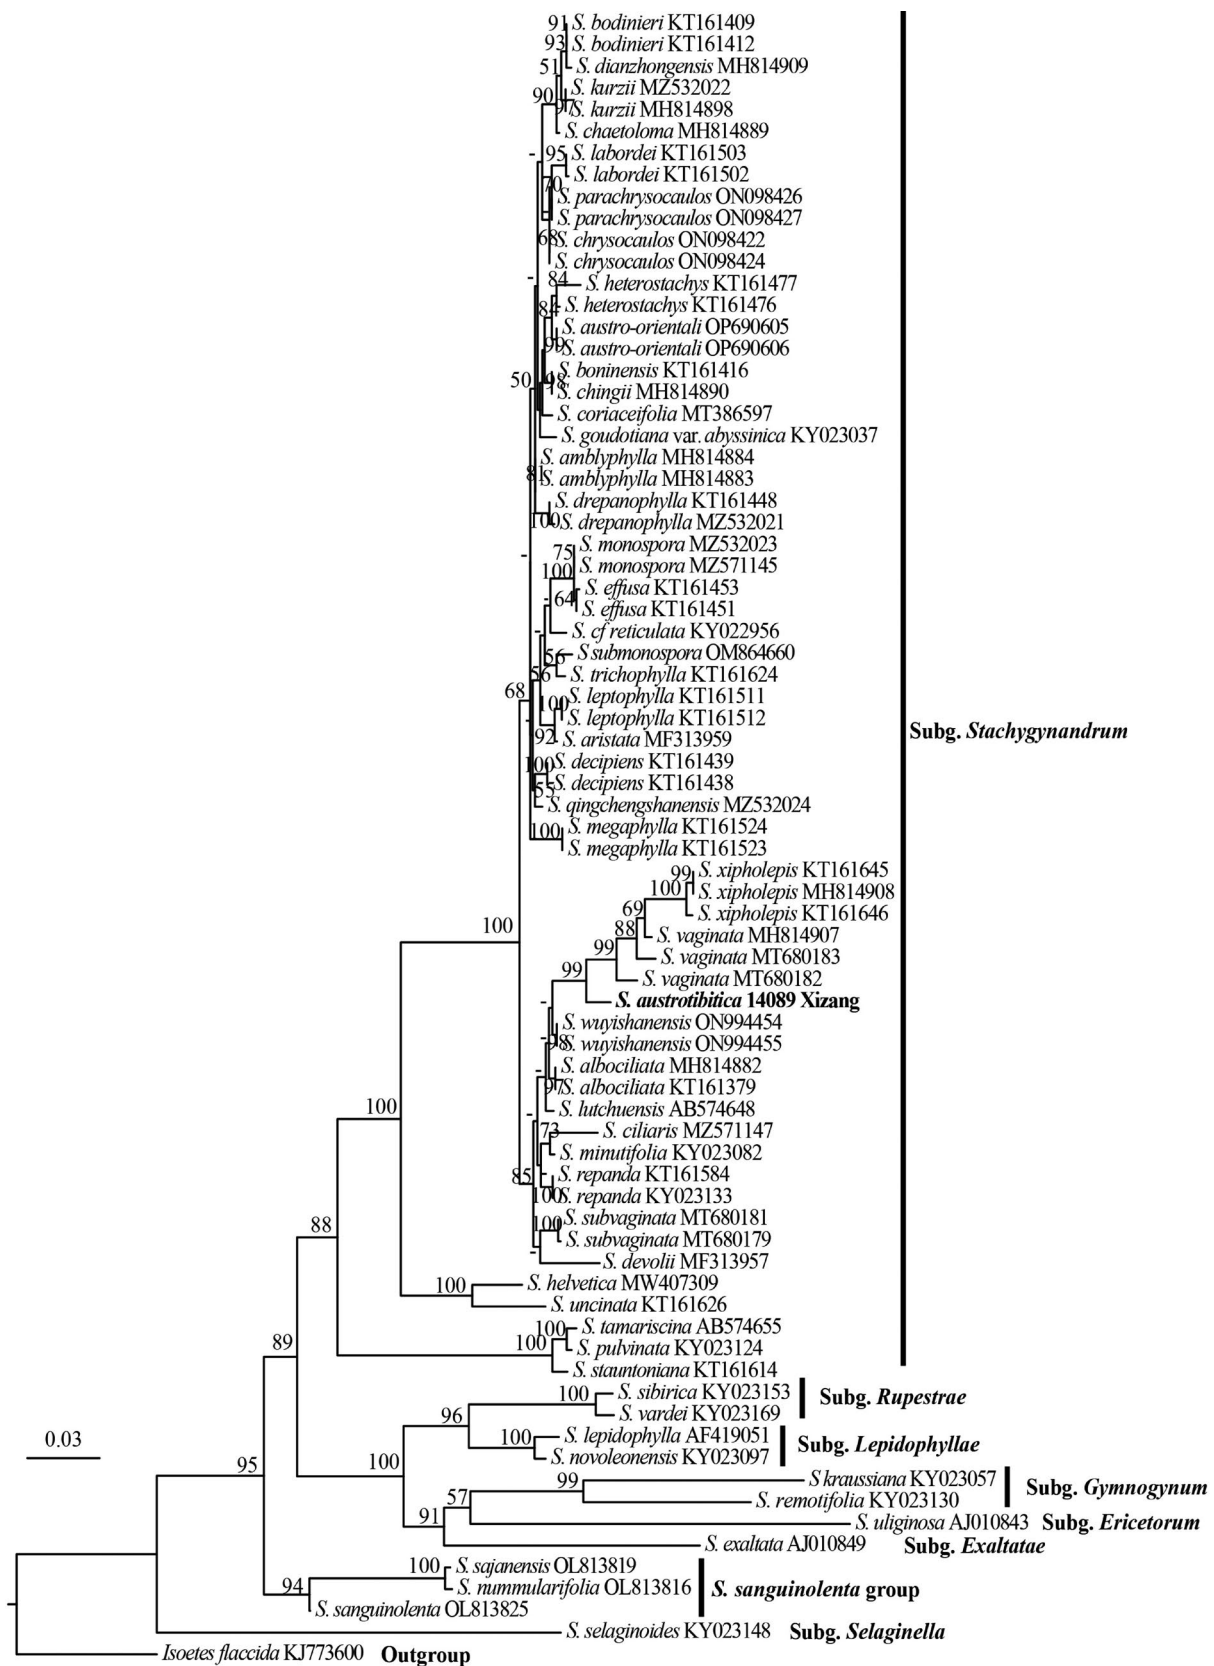 91 S. bodinieri KT161409
93 S. bodinieri KT161412
51 S. dianzhongensis MH814909
S. kurzii MZ532022
90 97 S. kurzii MH814898
S. chaetoloma MH814889
- 95 S. labordei KT161503
S. labordei KT161502
70 S. parachrysocaulos ON098426
S. parachrysocaulos ON098427
68 S. chrysocaulos ON098422
S. chrysocaulos ON098424
- 84 S. heterostachys KT161477
84 S. heterostachys KT161476
S. austro-orientali OP690605
99 S. austro-orientali OP690606
S. boninensis KT161416
50 98 S. chingii MH814890
S. coriaceifolia MT386597
S. goudotiana var. abyssinica KY023037
S. amblyphylla MH814884
81 S. amblyphylla MH814883
S. drepanophylla KT161448
100 S. drepanophylla MZ532021
S. monospora MZ532023
- 75 S. monospora MZ571145
100 S. effusa KT161453
- 64 S. effusa KT161451
- S. cf reticulata KY022956
56 S submonospora OM864660
56 S. trichophylla KT161624
68 100 S. leptophylla KT161511
- S. leptophylla KT161512
92 S. aristata MF313959
Subg. Stachygynandrum
100 S. decipiens KT161439
55 S. decipiens KT161438
S. qingchengshanensis MZ532024
100 S. megaphylla KT161524
S. megaphylla KT161523
99 S. xipholepis KT161645
100 S. xipholepis MH814908
69 S. xipholepis KT161646
100 88 S. vaginata MH814907
99 S. vaginata MT680183
99 S. vaginata MT680182
- S. austrotibitica 14089 Xizang
S. wuyishanensis ON994454
- 98 S. wuyishanensis ON994455
- S. albociliata MH814882
97 S. albociliata KT161379
100 S. lutchuensis AB574648
- 73 S. ciliaris MZ571147
S. minutifolia KY023082
85 - S. repanda KT161584
100 S. repanda KY023133
100 S. subvaginata MT680181
88 S. subvaginata MT680179
- S. devolii MF313957
100 S. helvetica MW407309
S. uncinata KT161626
100 S. tamariscina AB574655
89 100 S. pulvinata KY023124
S. stauntoniana KT161614
100 S. sibirica KY023153
Subg. Rupestrae
96 S. vardei KY023169
100 S. lepidophylla AF419051
Subg. Lepidophyllae
0.03
S. novoleonensis KY023097
95 100 99 S kraussiana KY023057
Subg. Gymnogynum
57 S. remotifolia KY023130
91 S. uliginosa AJ010843 Subg. Ericetorum
S. exaltata AJ010849 Subg. Exaltatae
100 S. sajanensis OL813819
94 S. nummularifolia OL813816
S. sanguinolenta group
S. sanguinolenta OL813825
S. selaginoides KY023148 Subg. Selaginella
Isoetes flaccida KJ773600 Outgroup